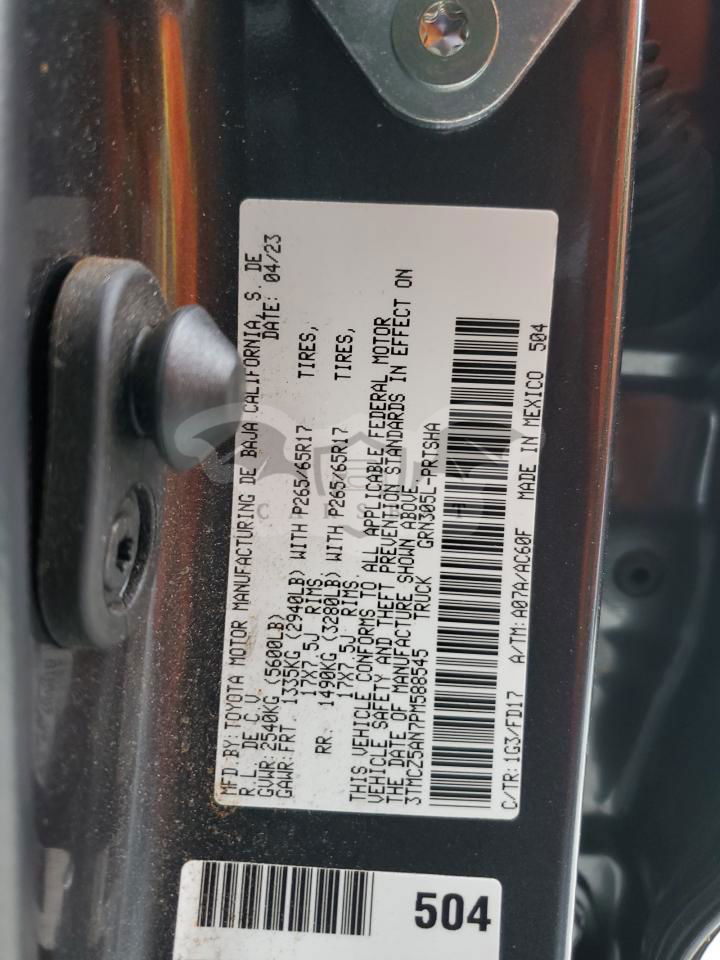 MFD BY: TOYOTA MOTOR MANUFACTURING DE BAJA CALIFORNIA, S. DE
R.L. DE C.V. DATE: 04/23
GVWR: 2540KG (5600LB)
GAWR: FRT 1335KG (2940LB) WITH P265/65R17 TIRES,
17X7.5J RIMS,
RR. 1490KG (3280LB) WITH P265/65R17 TIRES,
17X7.5J RIMS.
THIS VEHICLE CONFORMS TO ALL APPLICABLE FEDERAL MOTOR
VEHICLE SAFETY AND THEFT PREVENTION STANDARDS IN EFFECT ON
THE DATE OF MANUFACTURE SHOWN ABOVE.
3TMCZ5AN7PM588545 TRUCK GRN305L-PRTSHA
C/TR: 1G3/FD17 A/TM: A07A/AC60F MADE IN MEXICO 504
504